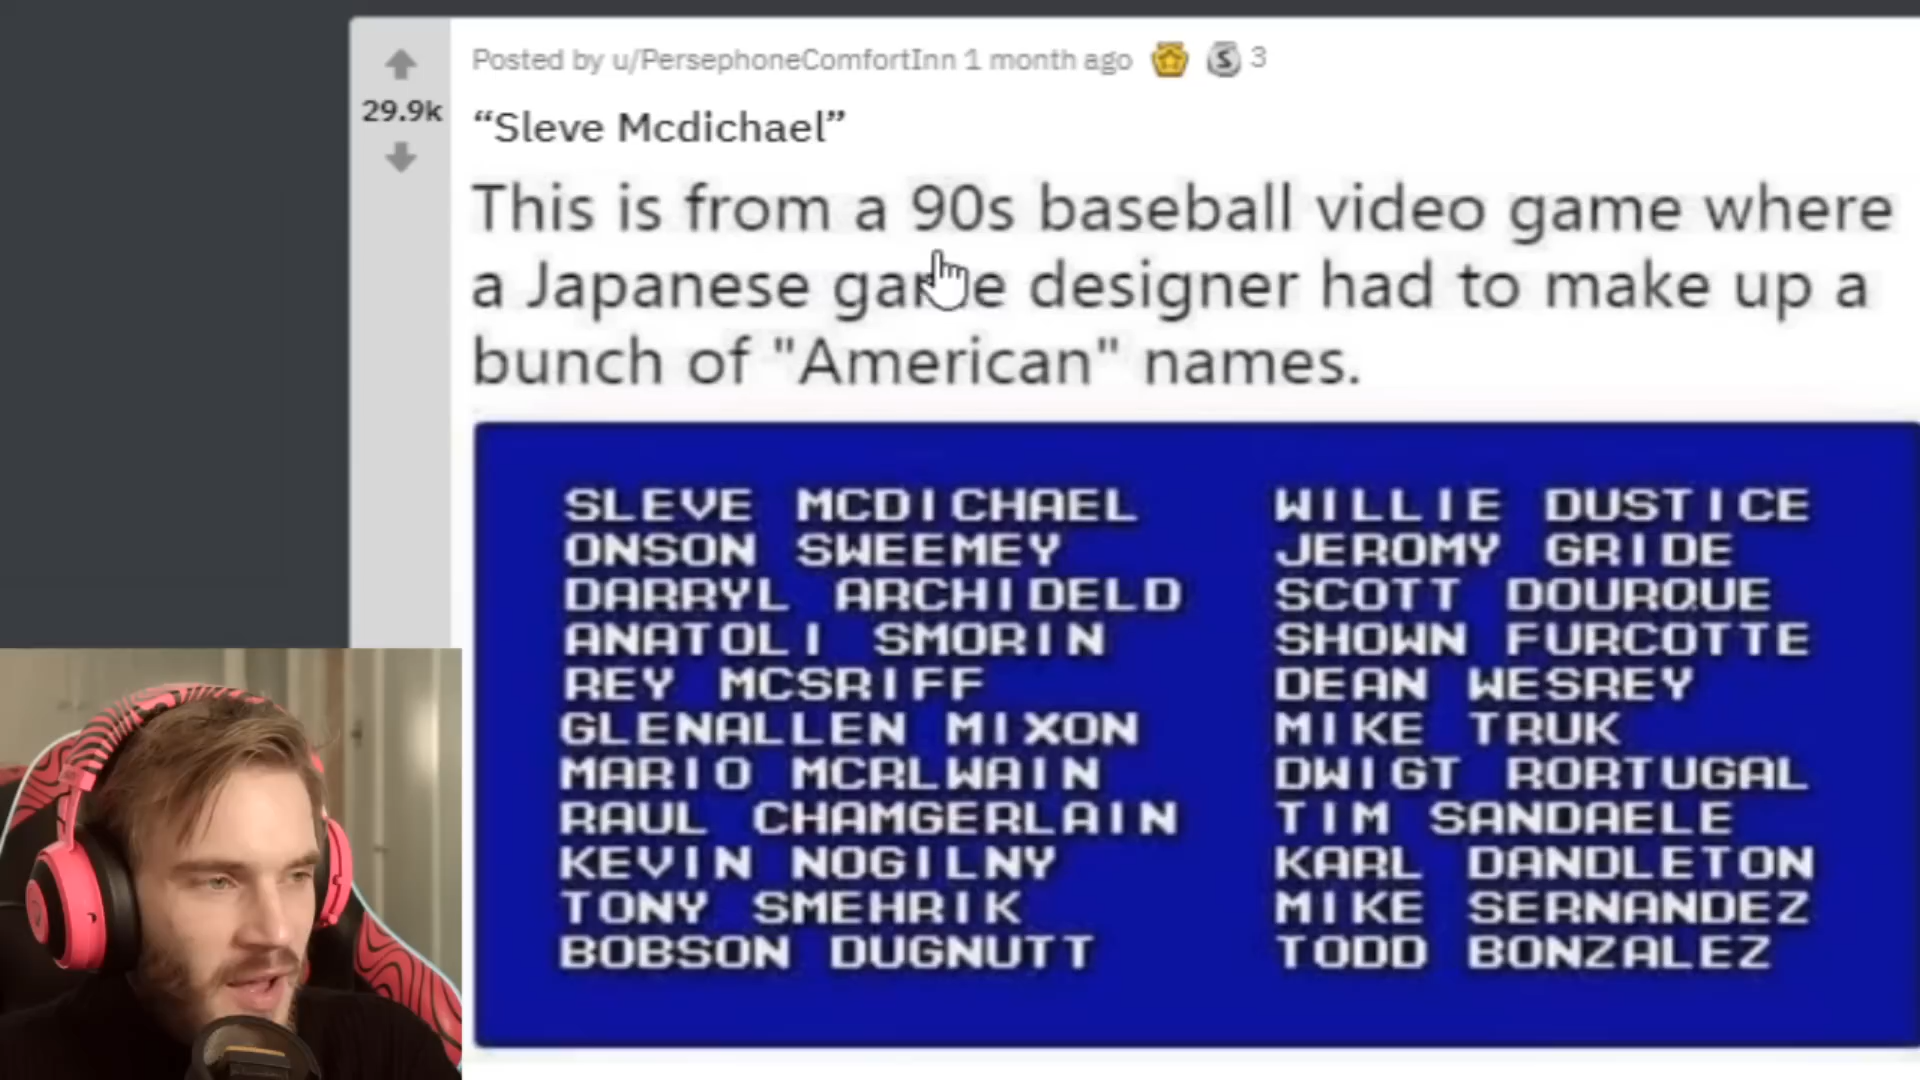 Posted by u/PersephoneComfortInn 1 month ago 3
29.9k
“Sleve Mcdichael”
This is from a 90s baseball video game where
a Japanese game designer had to make up a
bunch of "American" names.
SLEVE MCDICHAEL
ONSON SWEEMEY
DARRYL ARCHIDELD
ANATOLI SMORIN
REY MCSRIFF
GLENALLEN MIXON
MARIO MCRLWAIN
RAUL CHAMGERLAIN
KEVIN NOGILNY
TONY SMEHRIK
BOBSON DUGNUTT
WILLIE DUSTICE
JEROMY GRIDE
SCOTT DOURQUE
SHOWN FURCOTTE
DEAN WESREY
MIKE TRUK
DWIGT RORTUGAL
TIM SANDAELE
KARL DANDLETON
MIKE SERNANDEZ
TODD BONZALEZ